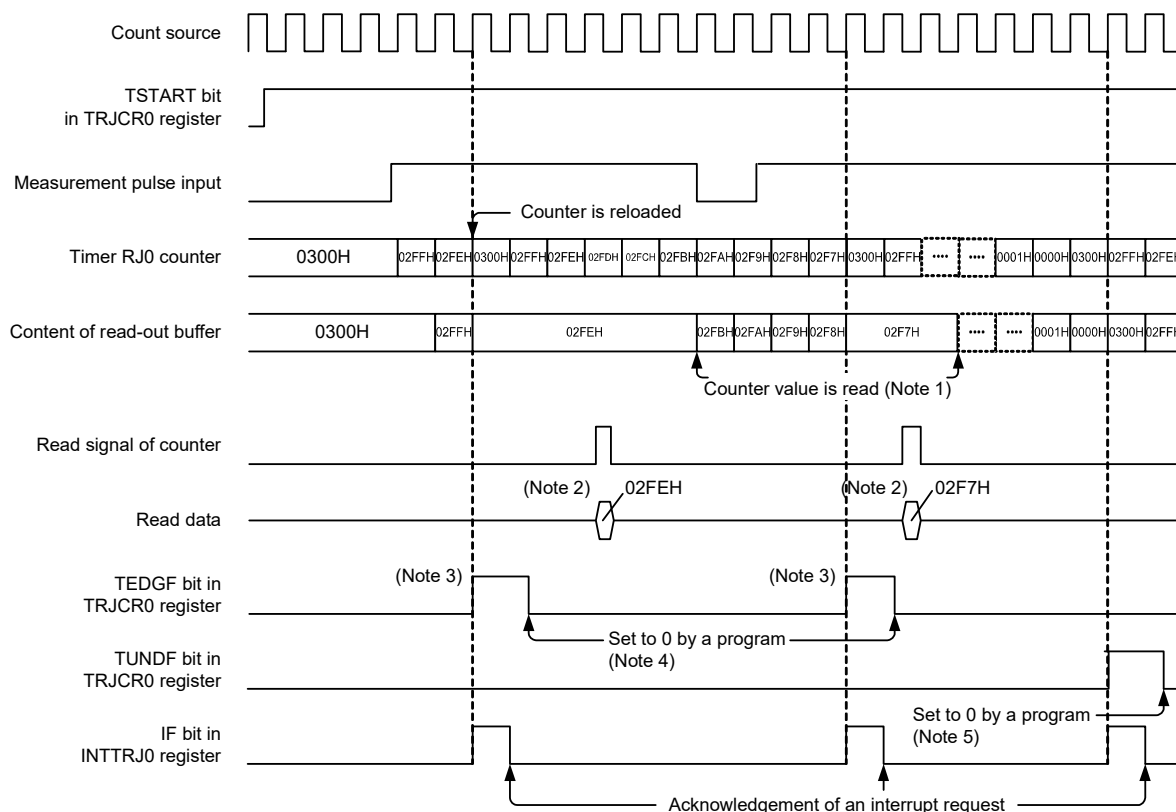 Count source
TSTART bit
in TRJCR0 register
Measurement pulse input
Counter is reloaded
Timer RJ0 counter
0300H 02FFH 02FEH 0300H 02FFH 02FEH 02FDH 02FCH 02FBH 02FAH 02F9H 02F8H 02F7H 0300H 02FFH •••• •••• 0001H 0000H 0300H 02FFH 02FEH
Content of read-out buffer
0300H 02FFH 02FEH 02FBH 02FAH 02F9H 02F8H 02F7H •••• •••• 0001H 0000H 0300H 02FFH
Counter value is read (Note 1)
Read signal of counter
(Note 2) 02FEH (Note 2) 02F7H
Read data
TEDGF bit in
TRJCR0 register
(Note 3) (Note 3)
Set to 0 by a program
(Note 4)
TUNDF bit in
TRJCR0 register
Set to 0 by a program
(Note 5)
IF bit in
INTTRJ0 register
Acknowledgement of an interrupt request